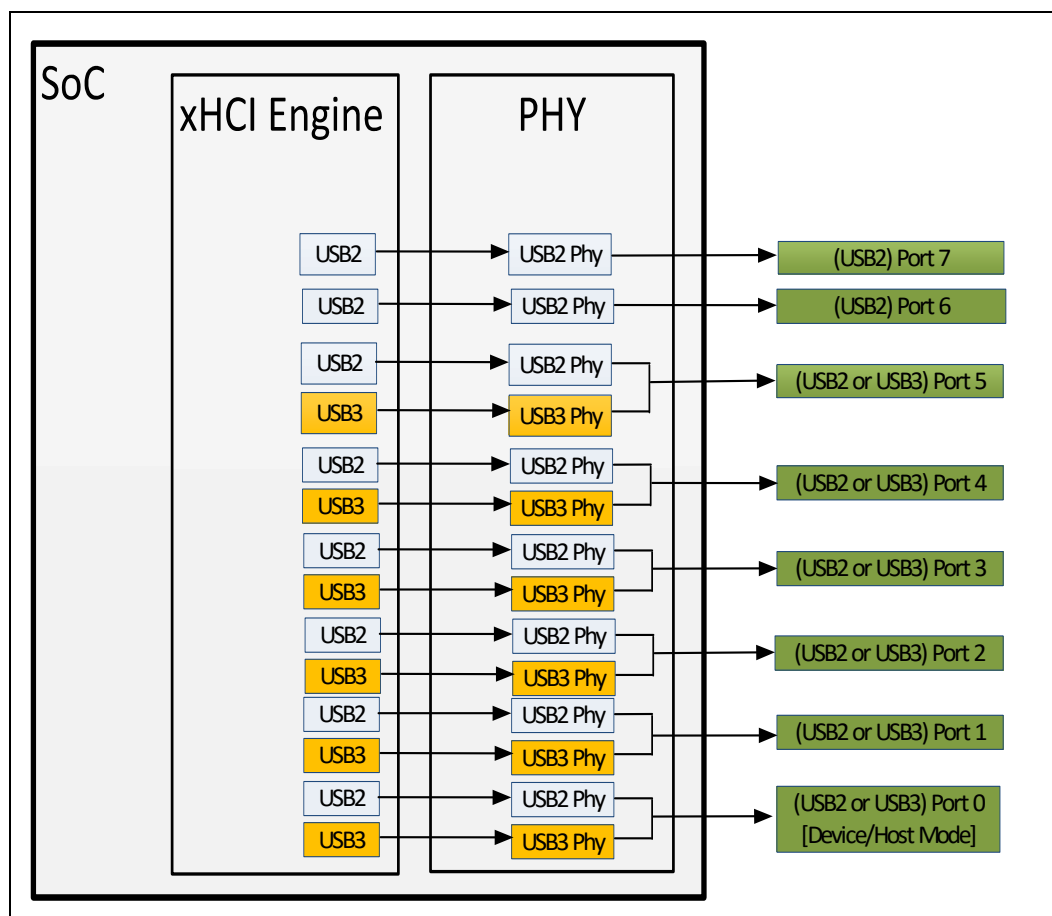 SoC
xHCI Engine
PHY
USB2
USB2 Phy
(USB2) Port 7
USB2
USB2 Phy
(USB2) Port 6
USB2
USB2 Phy
(USB2 or USB3) Port 5
USB3
USB3 Phy
USB2
USB2 Phy
(USB2 or USB3) Port 4
USB3
USB3 Phy
USB2
USB2 Phy
(USB2 or USB3) Port 3
USB3
USB3 Phy
USB2
USB2 Phy
(USB2 or USB3) Port 2
USB3
USB3 Phy
USB2
USB2 Phy
(USB2 or USB3) Port 1
USB3
USB3 Phy
USB2
USB2 Phy
(USB2 or USB3) Port 0
[Device/Host Mode]
USB3
USB3 Phy